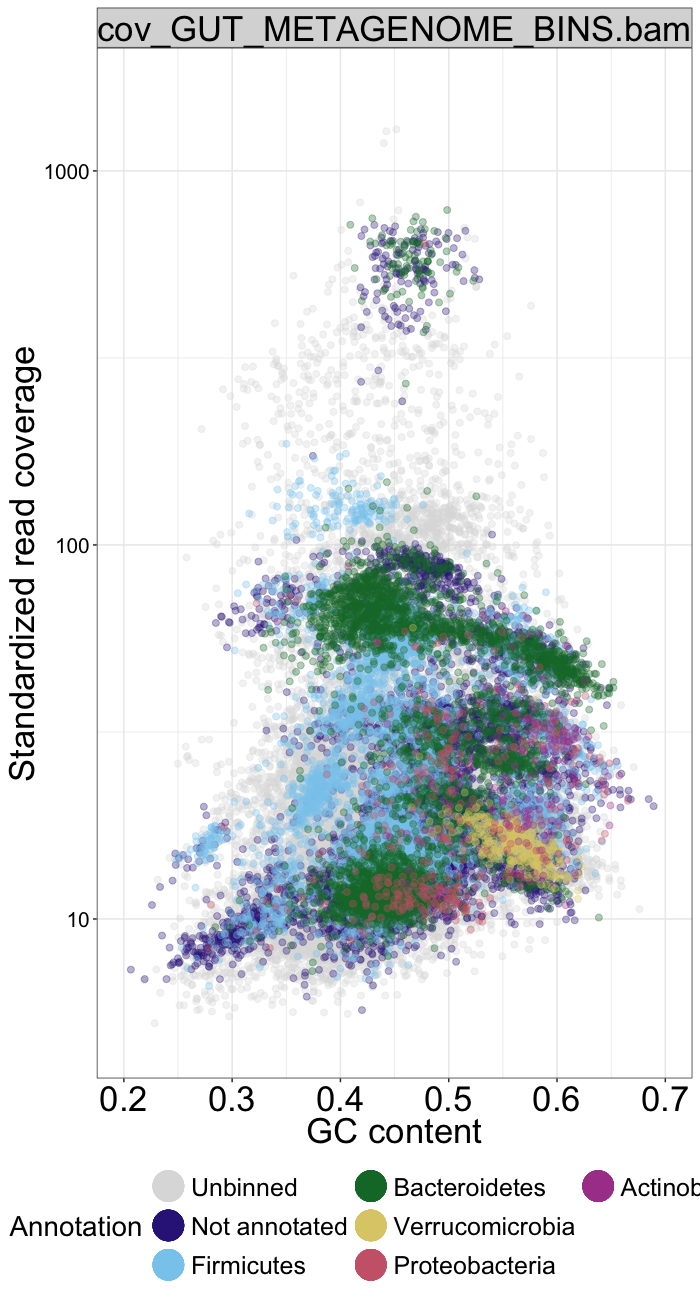 cov_GUT_METAGENOME_BINS.bam
1000
100
10
Standardized read coverage
0.2 0.3 0.4 0.5 0.6 0.7
GC content
Annotation
Unbinned Bacteroidetes Actinob
Not annotated Verrucomicrobia
Firmicutes Proteobacteria